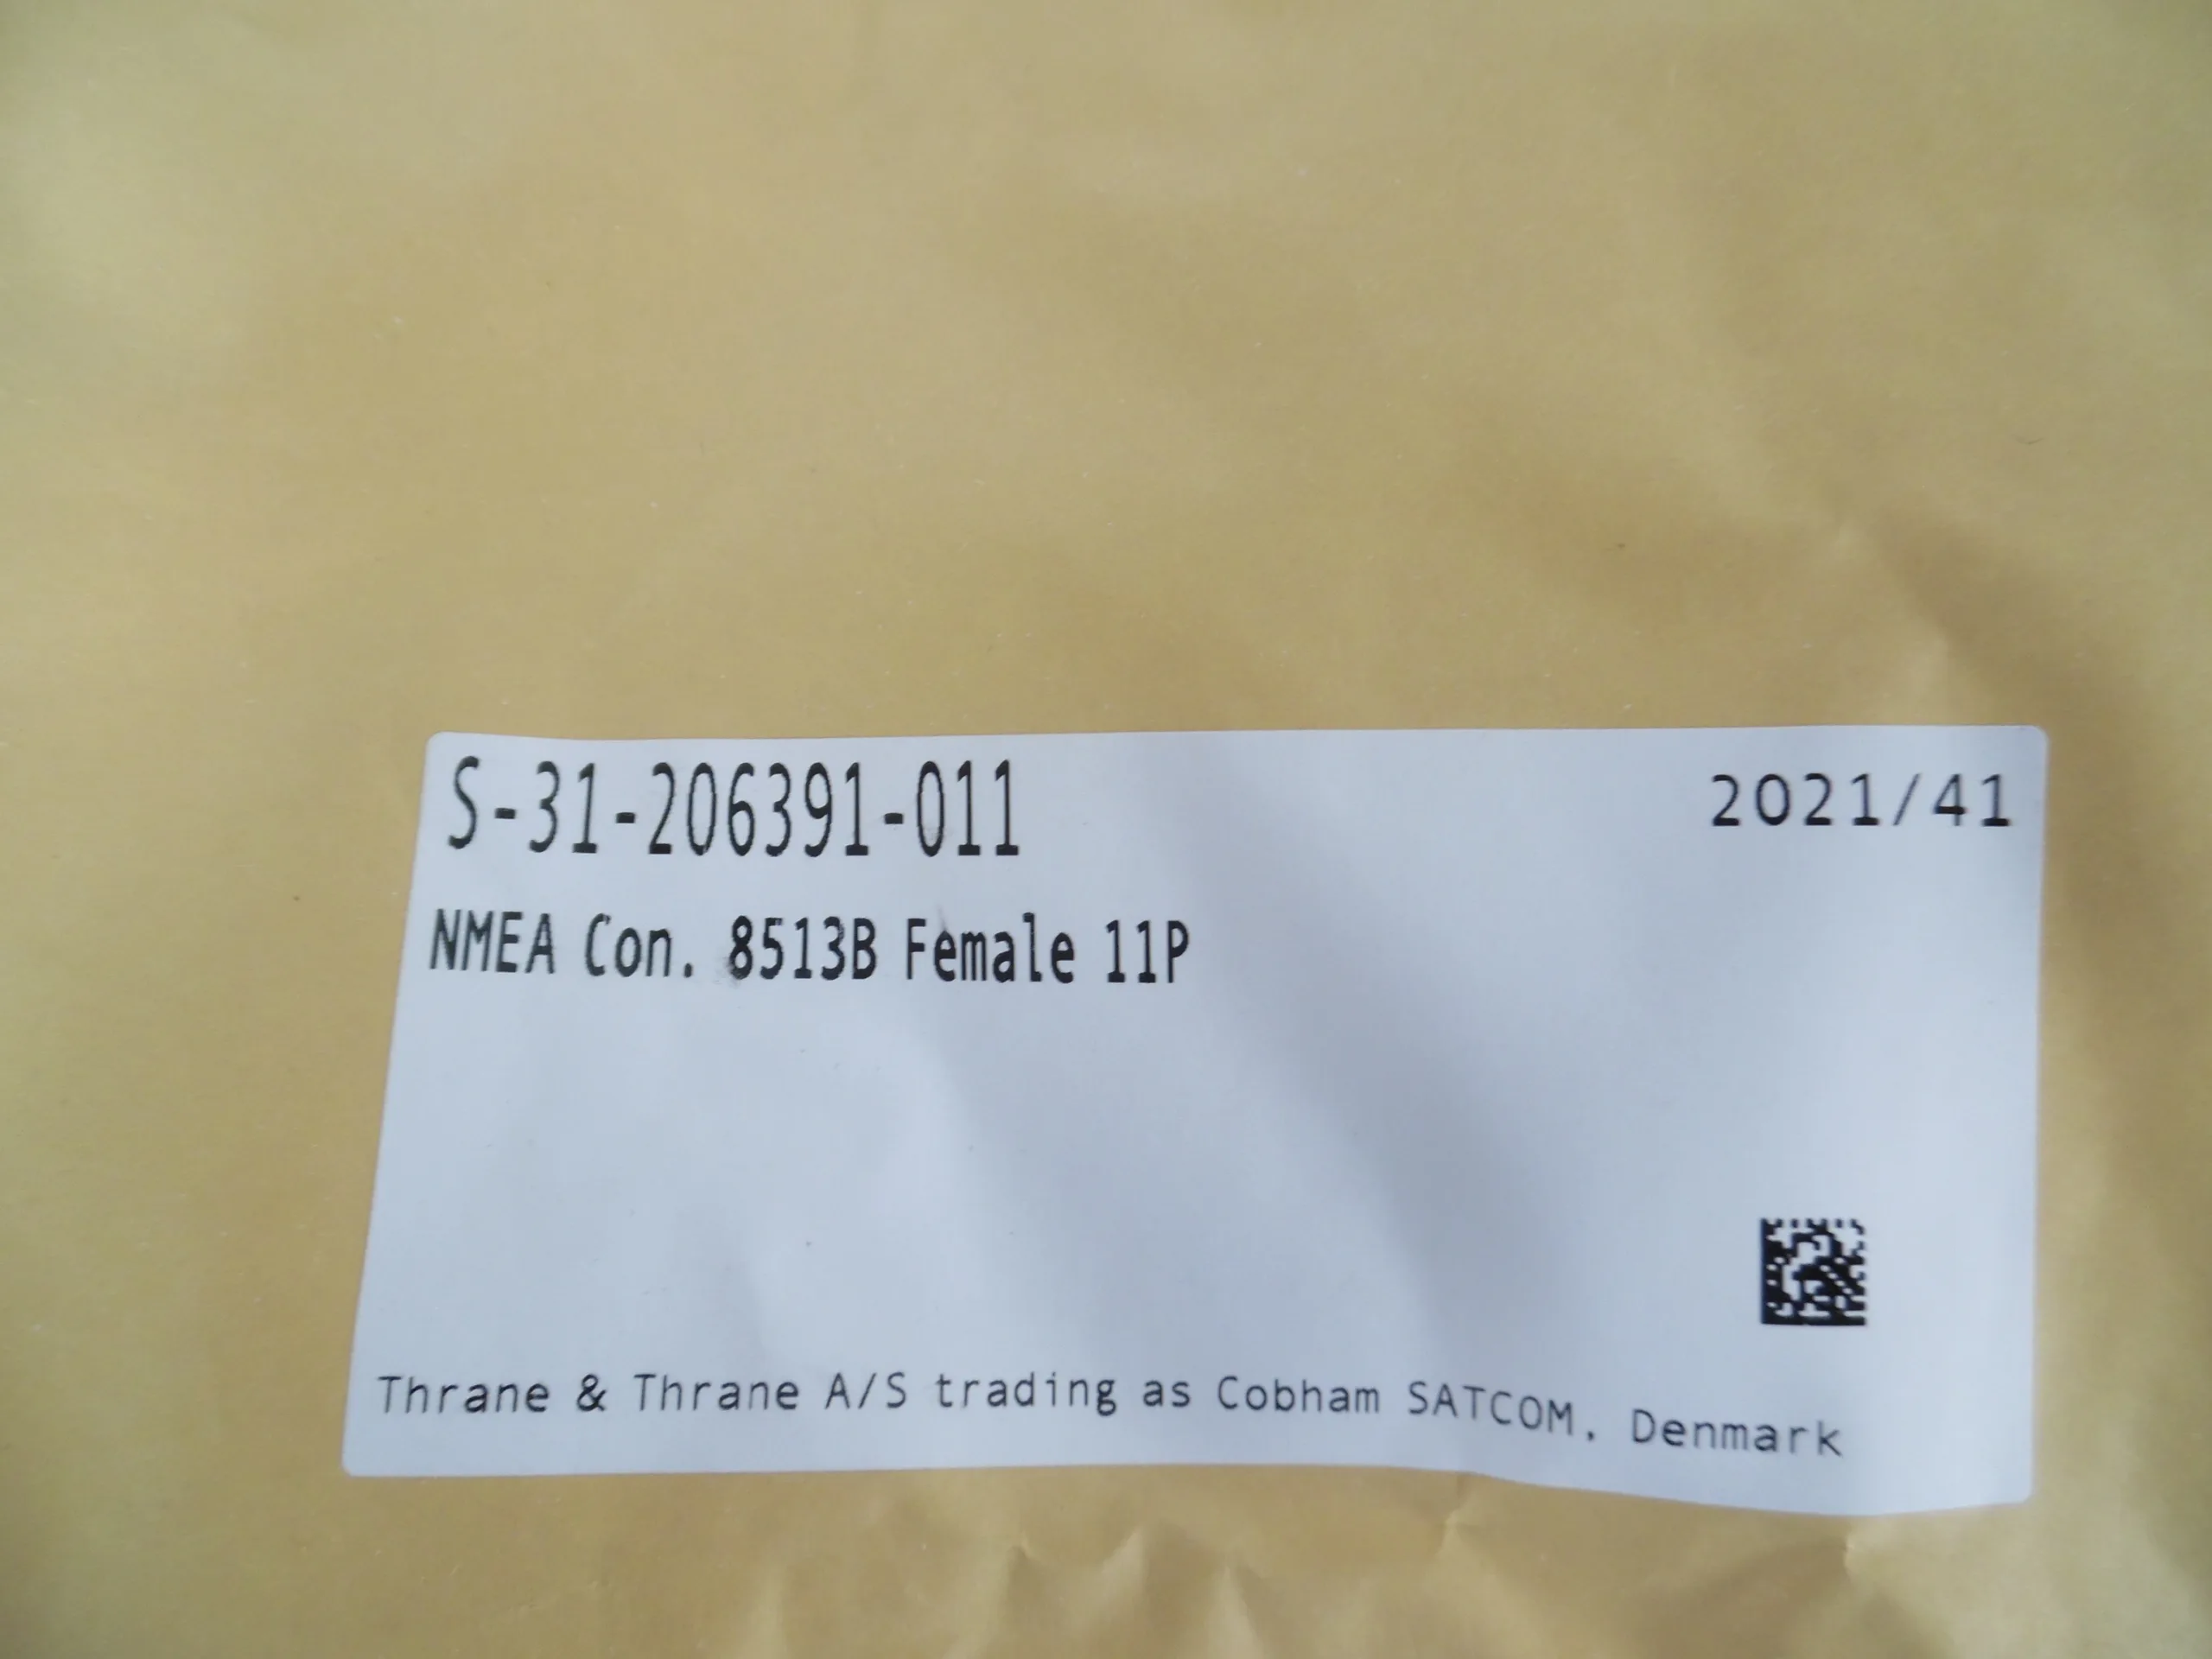 S-31-206391-011
2021/41
NMEA Con. 8513B Female 11P
Thrane & Thrane A/S trading as Cobham SATCOM. Denmark